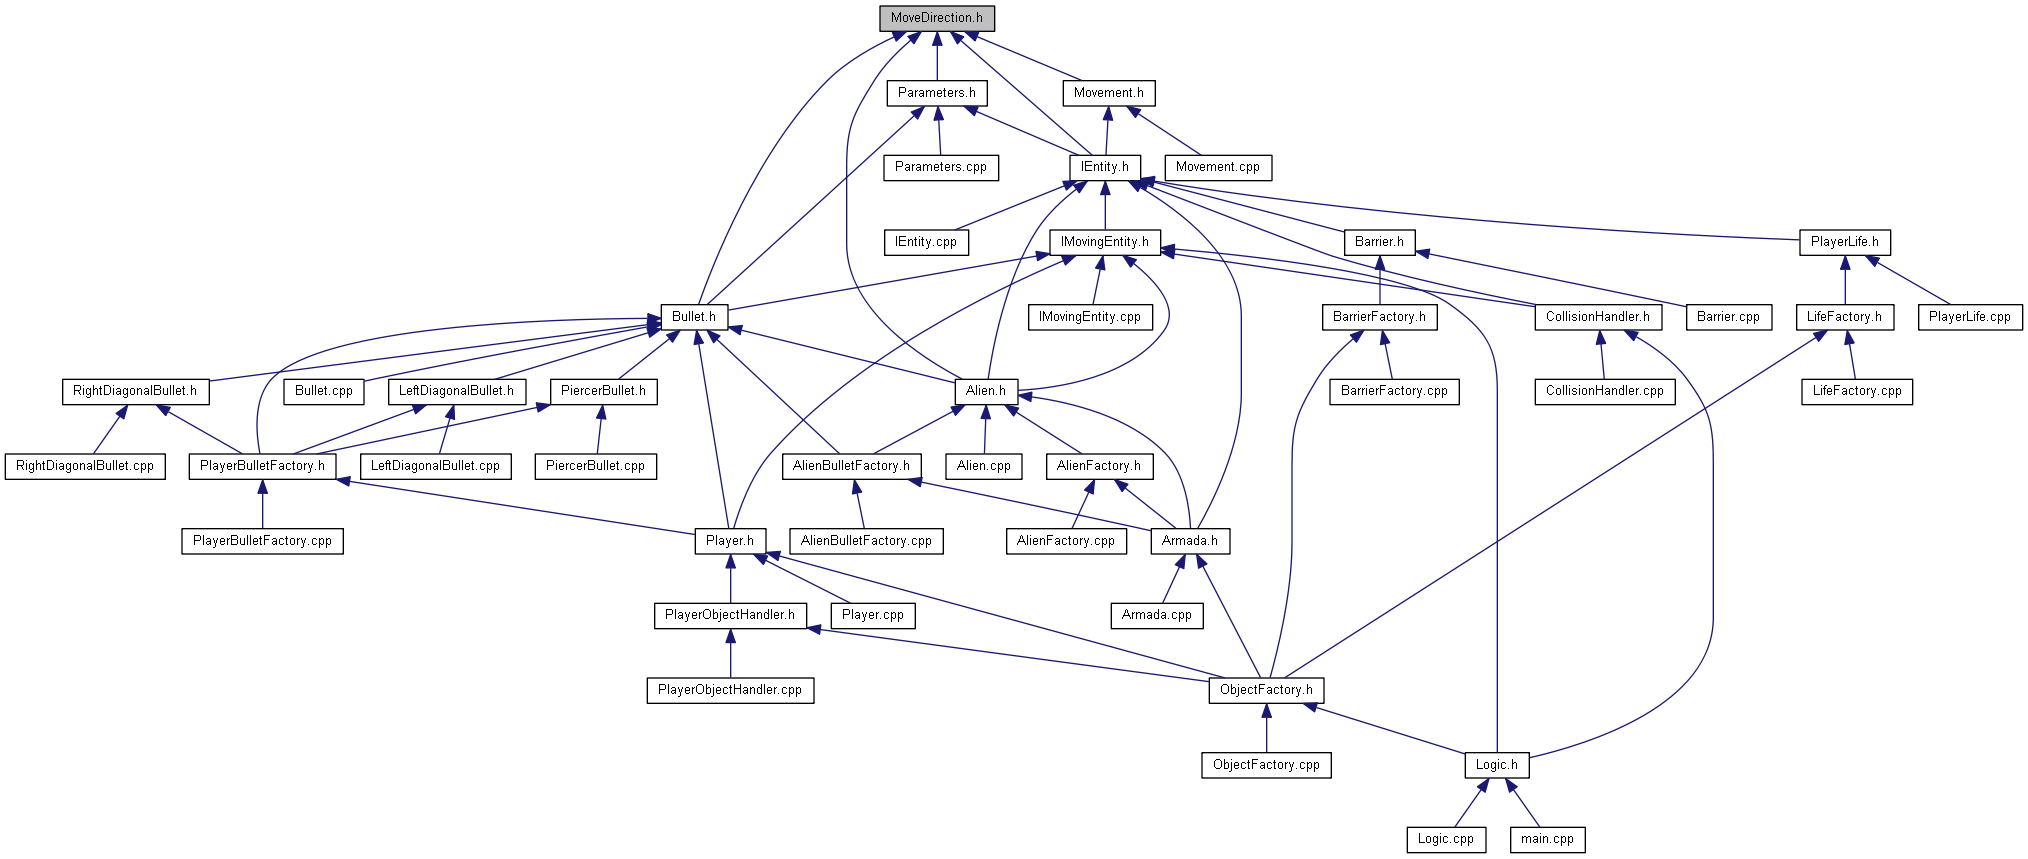 MoveDirection.h
Parameters.h
Movement.h
Parameters.cpp
IEntity.h
Movement.cpp
IEntity.cpp
IMovingEntity.h
Barrier.h
PlayerLife.h
Bullet.h
IMovingEntity.cpp
BarrierFactory.h
CollisionHandler.h
Barrier.cpp
LifeFactory.h
PlayerLife.cpp
RightDiagonalBullet.h
Bullet.cpp
LeftDiagonalBullet.h
PiercerBullet.h
Alien.h
BarrierFactory.cpp
CollisionHandler.cpp
LifeFactory.cpp
RightDiagonalBullet.cpp
PlayerBulletFactory.h
LeftDiagonalBullet.cpp
PiercerBullet.cpp
AlienBulletFactory.h
Alien.cpp
AlienFactory.h
PlayerBulletFactory.cpp
Player.h
AlienBulletFactory.cpp
AlienFactory.cpp
Armada.h
PlayerObjectHandler.h
Player.cpp
Armada.cpp
PlayerObjectHandler.cpp
ObjectFactory.h
ObjectFactory.cpp
Logic.h
Logic.cpp
main.cpp